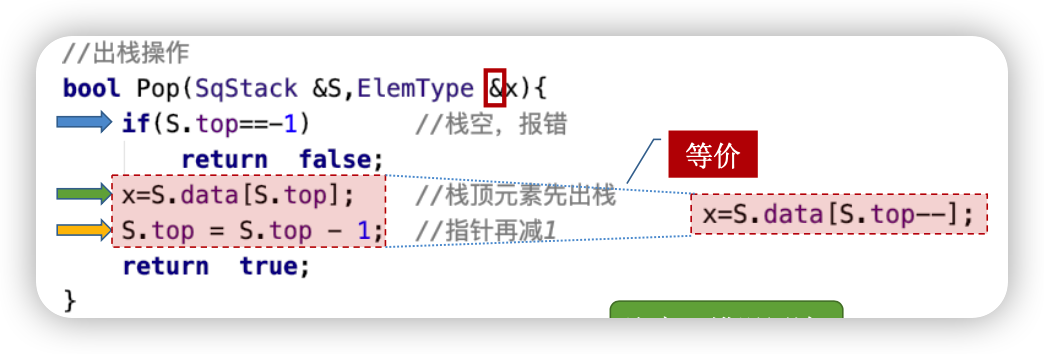 //出栈操作
bool Pop(SqStack &S,ElemType &x){
if(S.top==-1) //栈空，报错
return false;
等价
x=S.data[S.top]; //栈顶元素先出栈
x=S.data[S.top--];
S.top = S.top - 1; //指针再减1
return true;
}